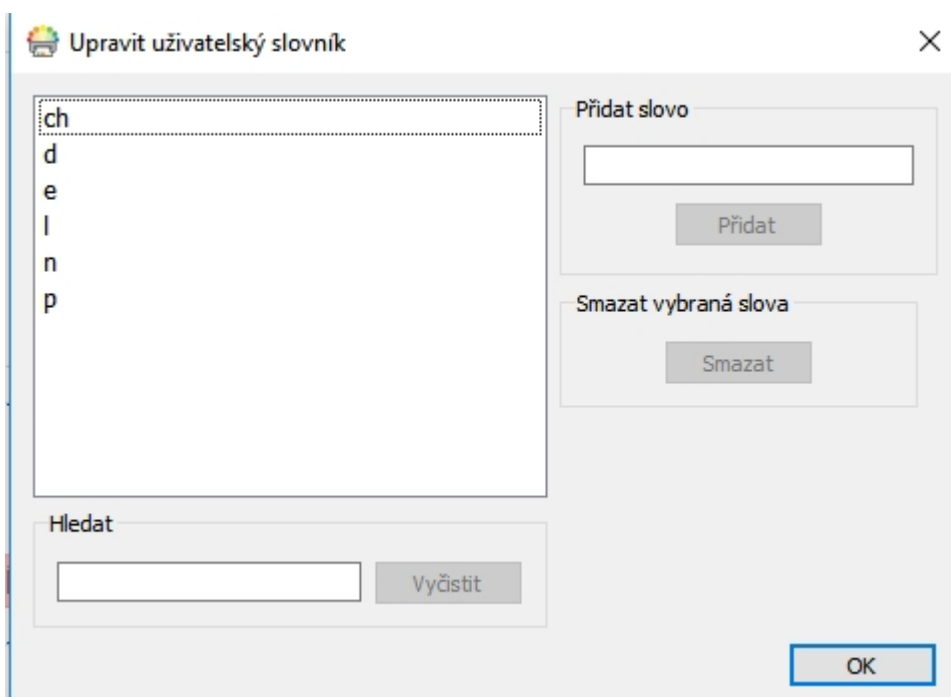 Upravit uživatelský slovník
ch
d
e
l
n
p
Přidat slovo
Přidat
Smazat vybraná slova
Smazat
Hledat
Vyčistit
OK